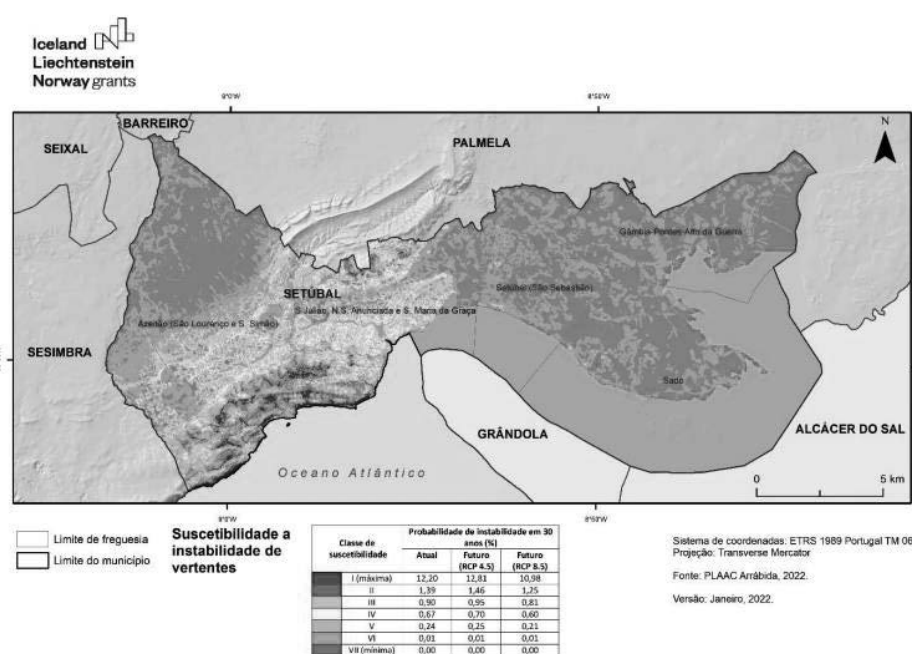 Iceland
Liechtenstein
Norway grants
9°0'W
8°50'W
BARREIRO
SEIXAL
PALMELA
N
Gâmbia-Pontes-Alto da Guerra
SETÚBAL
Setúbal (São Sebastião)
S. Julião, N.S. Anunciada e S. Maria da Graça
Azeitão (São Lourenço e S. Simão)
SESIMBRA
Sado
GRÂNDOLA
ALCÁCER DO SAL
Oceano Atlântico
0 5 km
9°0'W
8°50'W
Limite de freguesia
Limite do município
Suscetibilidade a
instabilidade de
vertentes
Classe de suscetibilidade Probabilidade de instabilidade em 30 anos (%)
Atual Futuro (RCP 4.5) Futuro (RCP 8.5)
I (máxima) 12,20 12,81 10,98
II 1,39 1,46 1,25
III 0,90 0,95 0,81
IV 0,67 0,70 0,60
V 0,24 0,25 0,21
VI 0,01 0,01 0,01
VII (mínima) 0,00 0,00 0,00
Sistema de coordenadas: ETRS 1989 Portugal TM 06
Projeção: Transverse Mercator
Fonte: PLAAC Arrábida, 2022.
Versão: Janeiro, 2022.